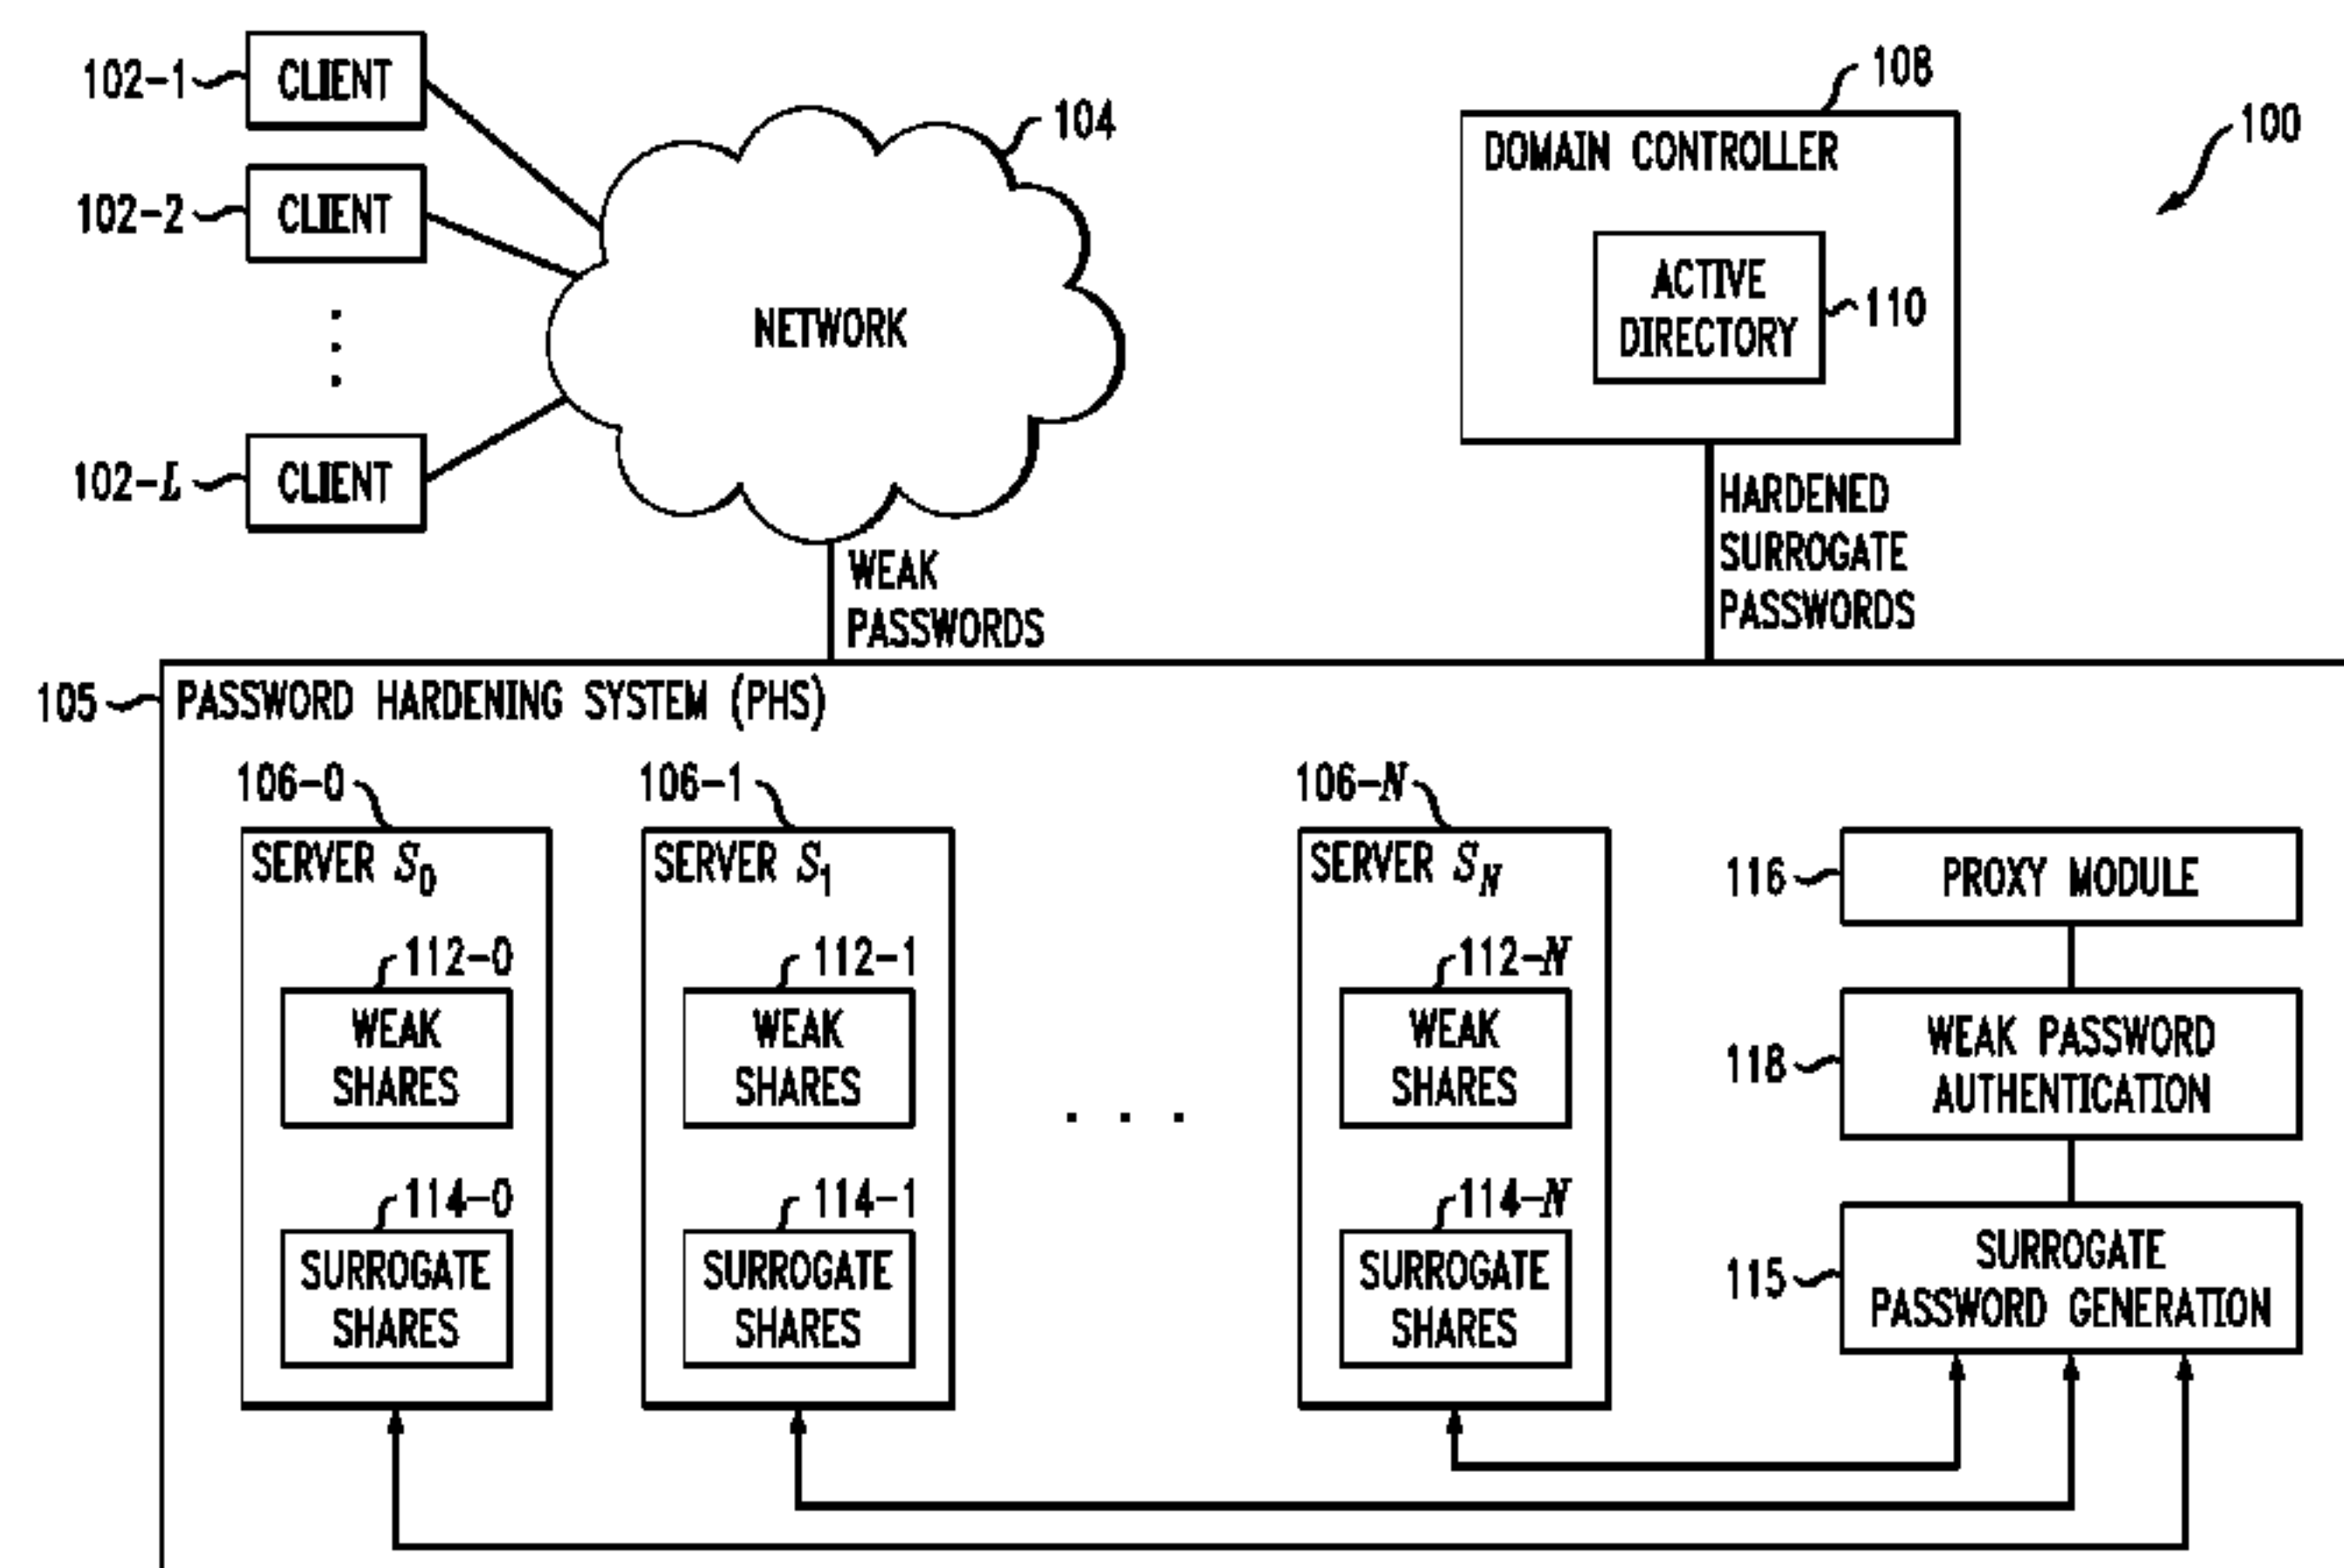 102-1 CLIENT
102-2 CLIENT
102-L CLIENT
104
NETWORK
108
DOMAIN CONTROLLER
ACTIVE
DIRECTORY
110
100
WEAK
PASSWORDS
HARDENED
SURROGATE
PASSWORDS
105 PASSWORD HARDENING SYSTEM (PHS)
106-0
SERVER S0
112-0
WEAK
SHARES
114-0
SURROGATE
SHARES
106-1
SERVER S1
112-1
WEAK
SHARES
114-1
SURROGATE
SHARES
. . .
106-N
SERVER SN
112-N
WEAK
SHARES
114-N
SURROGATE
SHARES
116 PROXY MODULE
118
WEAK PASSWORD
AUTHENTICATION
115
SURROGATE
PASSWORD GENERATION